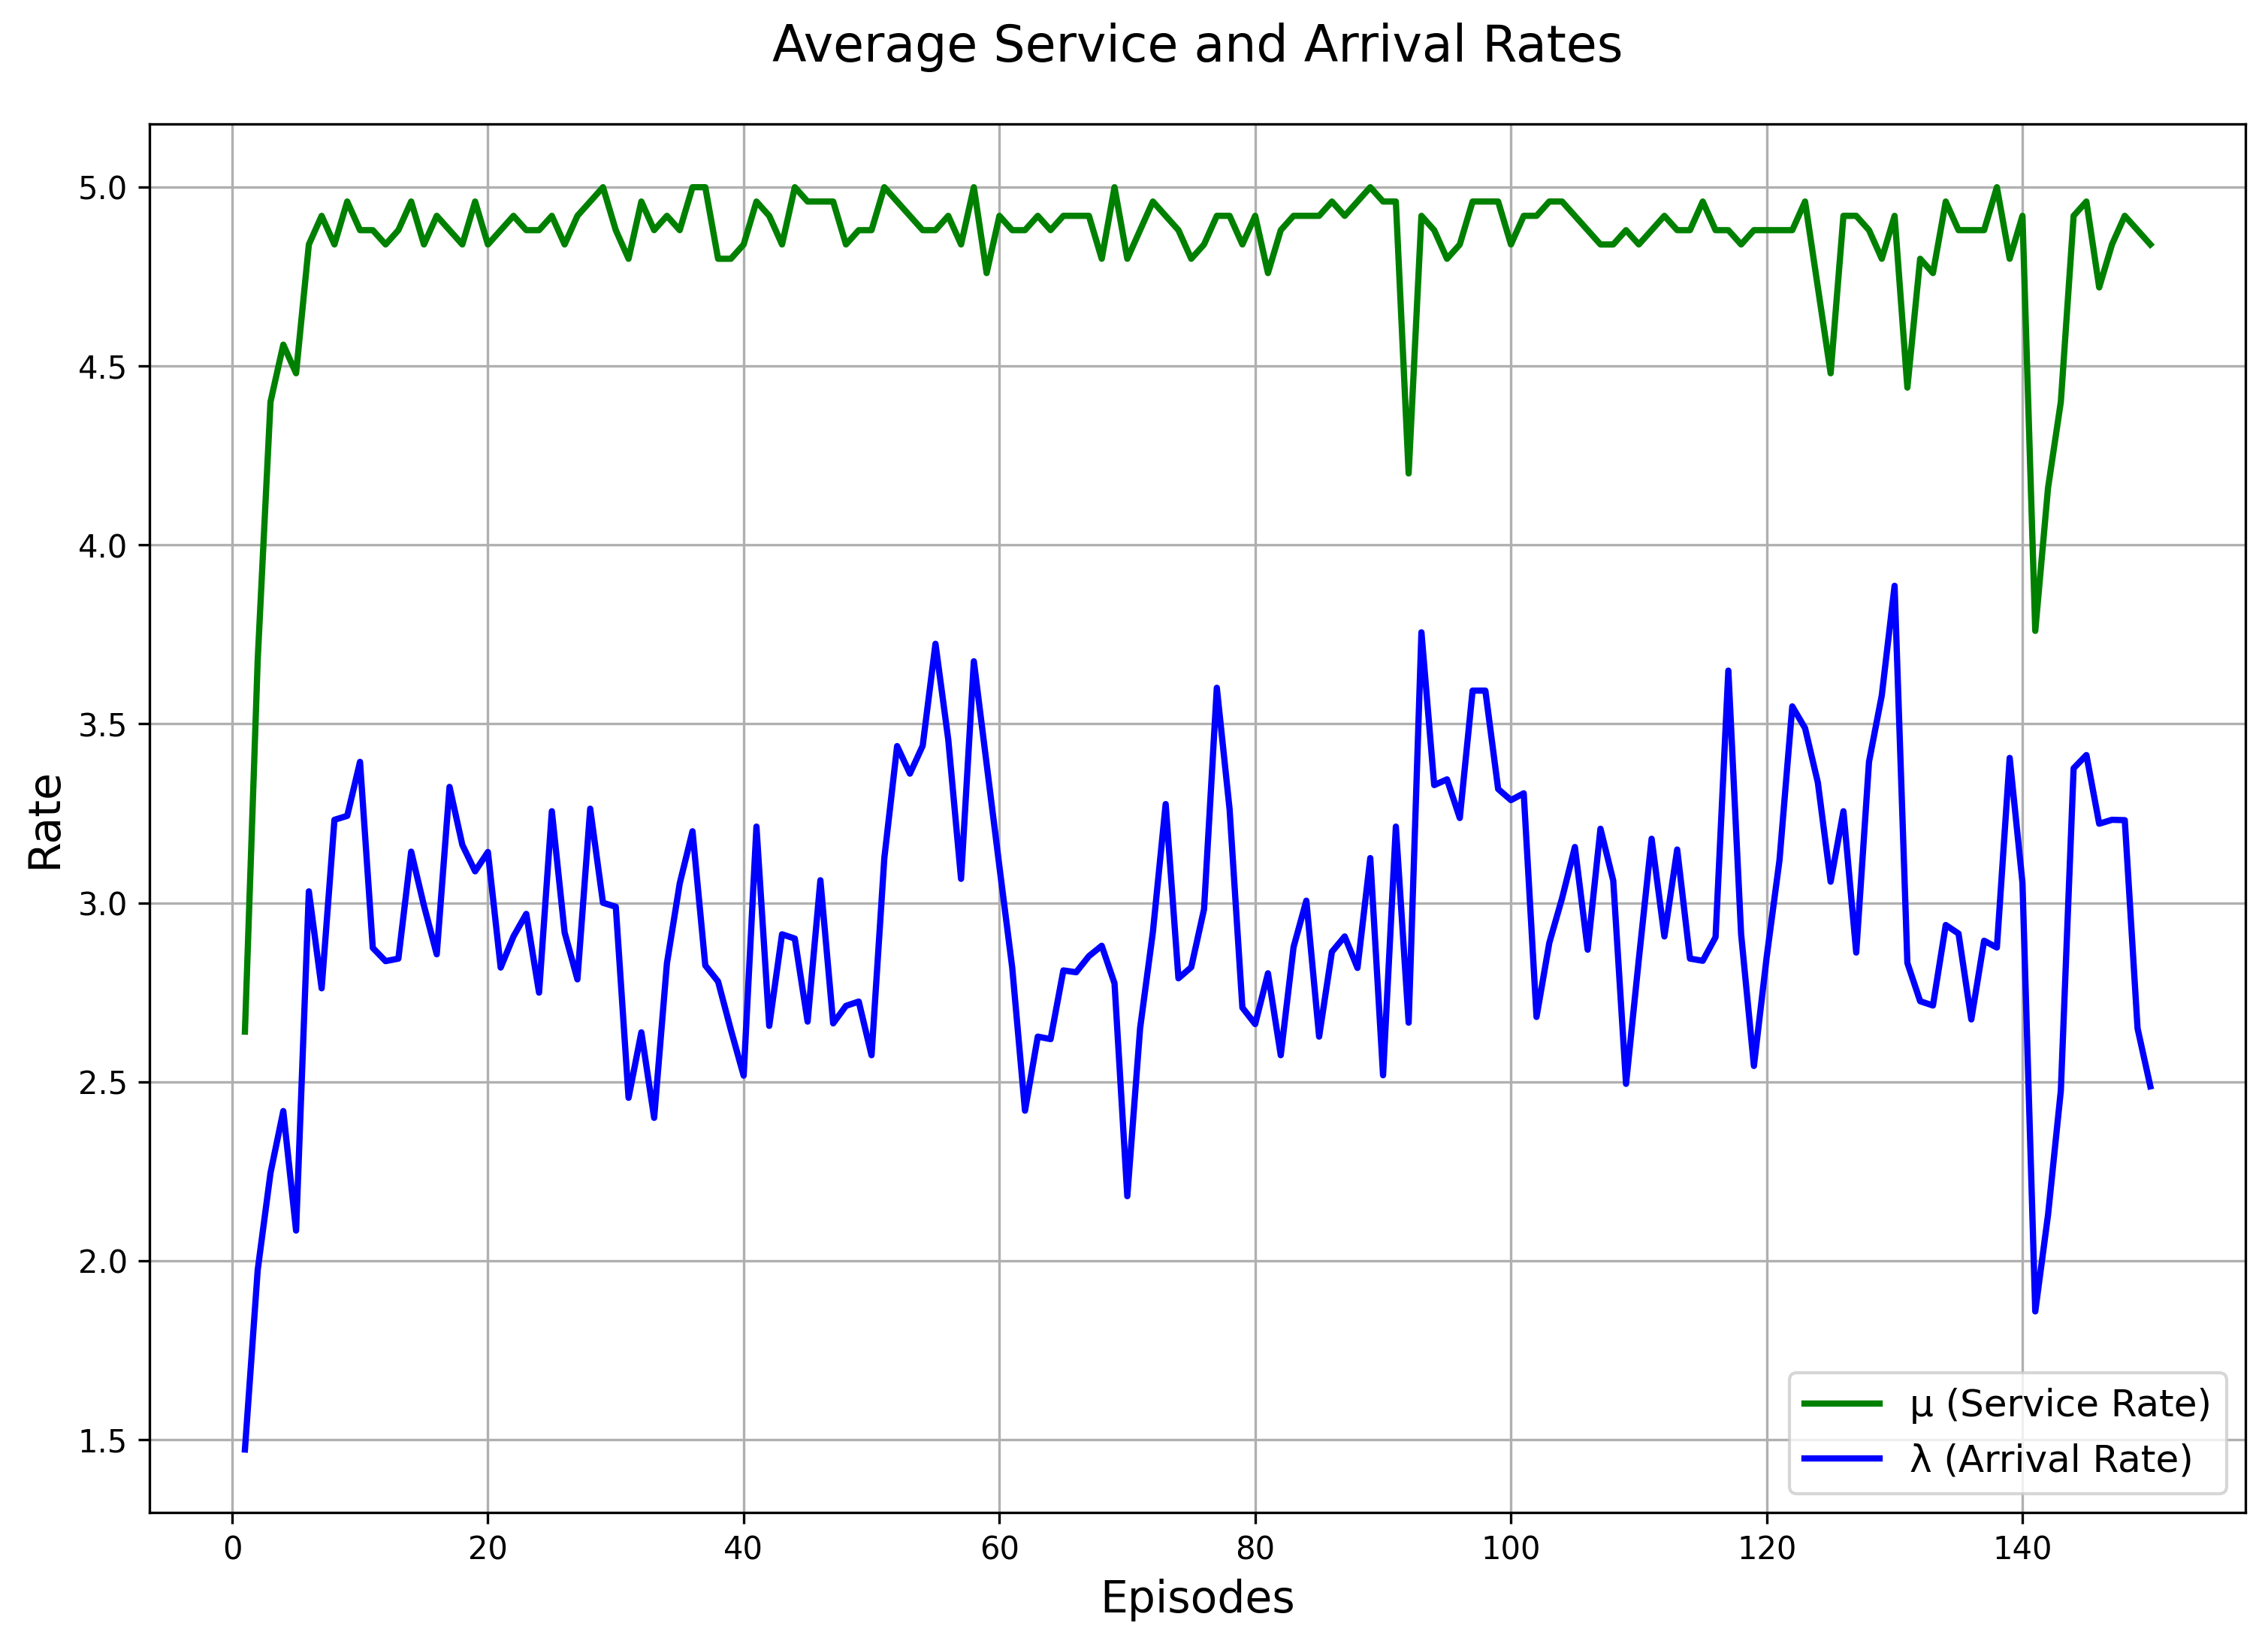 Average Service and Arrival Rates
5.0
4.5
4.0
3.5
3.0
2.5
2.0
1.5
Rate
0 20 40 60 80 100 120 140
Episodes
μ (Service Rate)
λ (Arrival Rate)